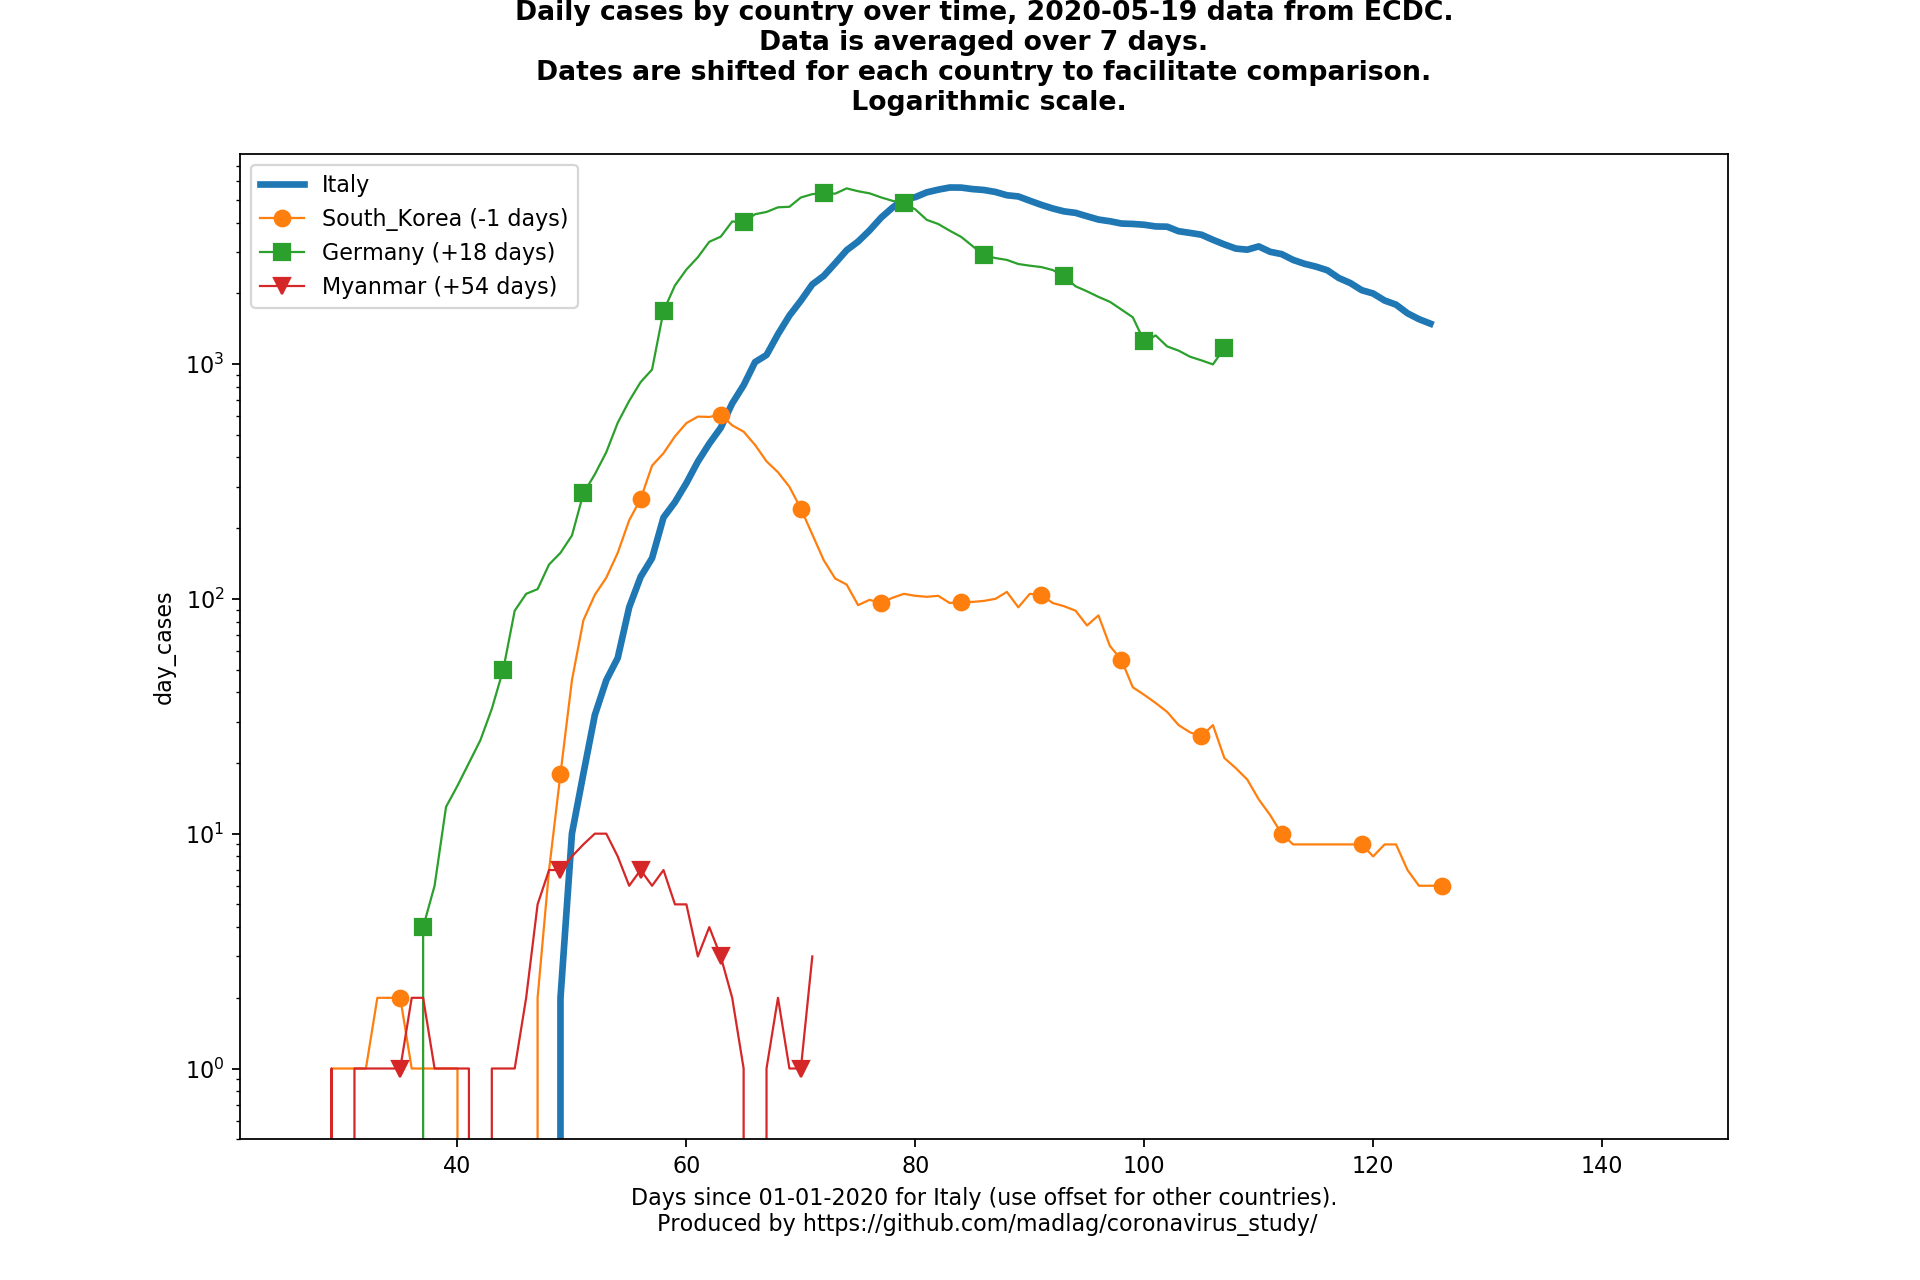 Daily cases by country over time, 2020-05-19 data from ECDC.
Data is averaged over 7 days.
Dates are shifted for each country to facilitate comparison.
Logarithmic scale.
Italy
South_Korea (-1 days)
Germany (+18 days)
Myanmar (+54 days)
day_cases
10³
10²
10¹
10⁰
40 60 80 100 120 140
Days since 01-01-2020 for Italy (use offset for other countries).
Produced by https://github.com/madlag/coronavirus_study/